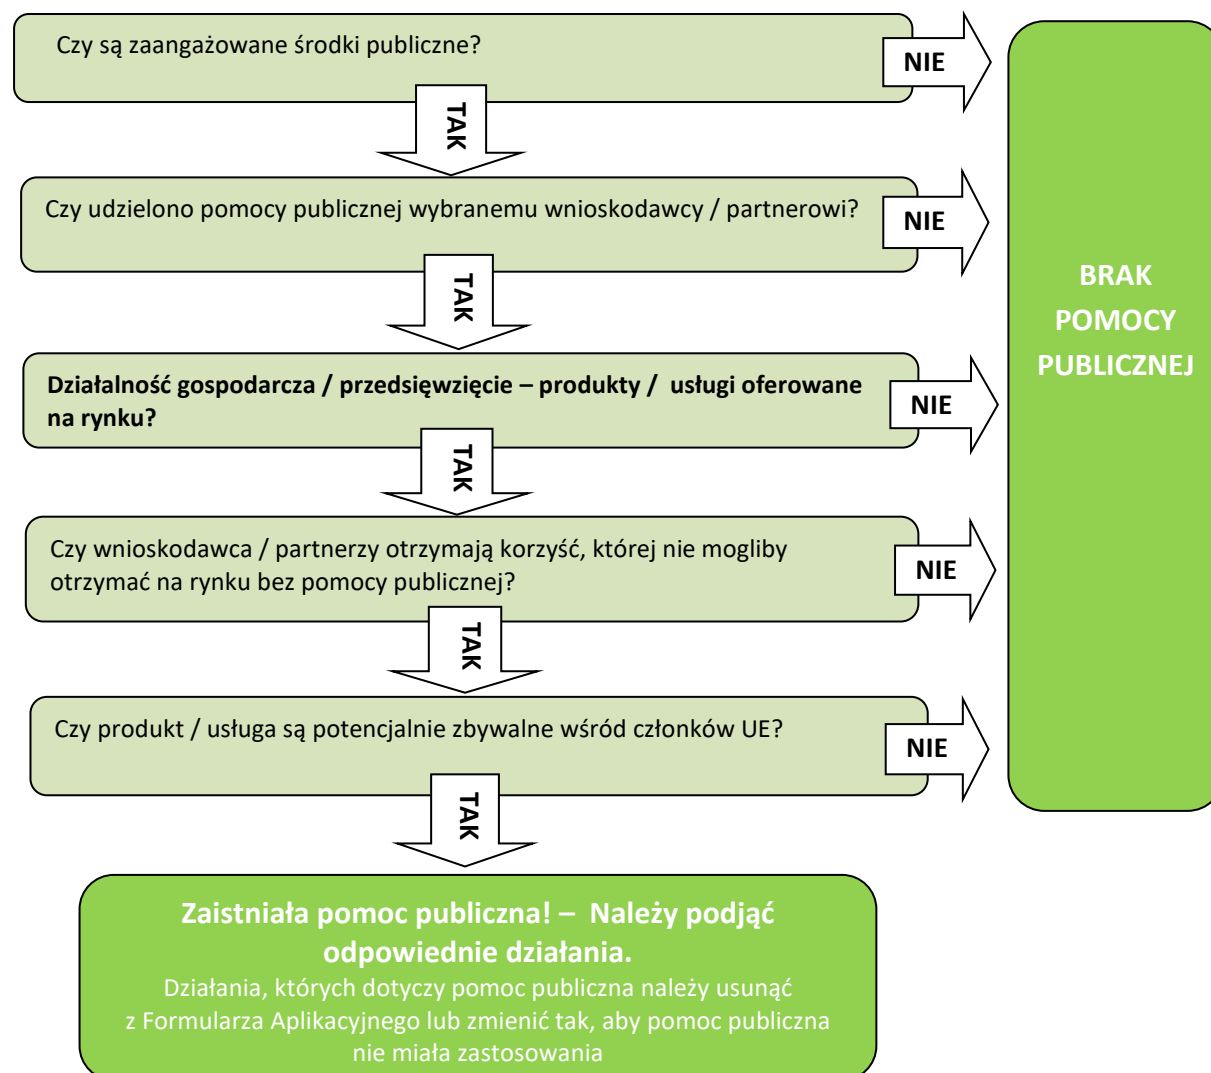 Czy są zaangażowane środki publiczne?
NIE
TAK
Czy udzielono pomocy publicznej wybranemu wnioskodawcy / partnerowi?
NIE
TAK
Działalność gospodarcza / przedsięwzięcie – produkty / usługi oferowane
na rynku?
NIE
TAK
Czy wnioskodawca / partnerzy otrzymają korzyść, której nie mogliby
otrzymać na rynku bez pomocy publicznej?
NIE
TAK
Czy produkt / usługa są potencjalnie zbywalne wśród członków UE?
NIE
TAK
BRAK
POMOCY
PUBLICZNEJ
Zaistniała pomoc publiczna! – Należy podjąć
odpowiednie działania.
Działania, których dotyczy pomoc publiczna należy usunąć
z Formularza Aplikacyjnego lub zmienić tak, aby pomoc publiczna
nie miała zastosowania